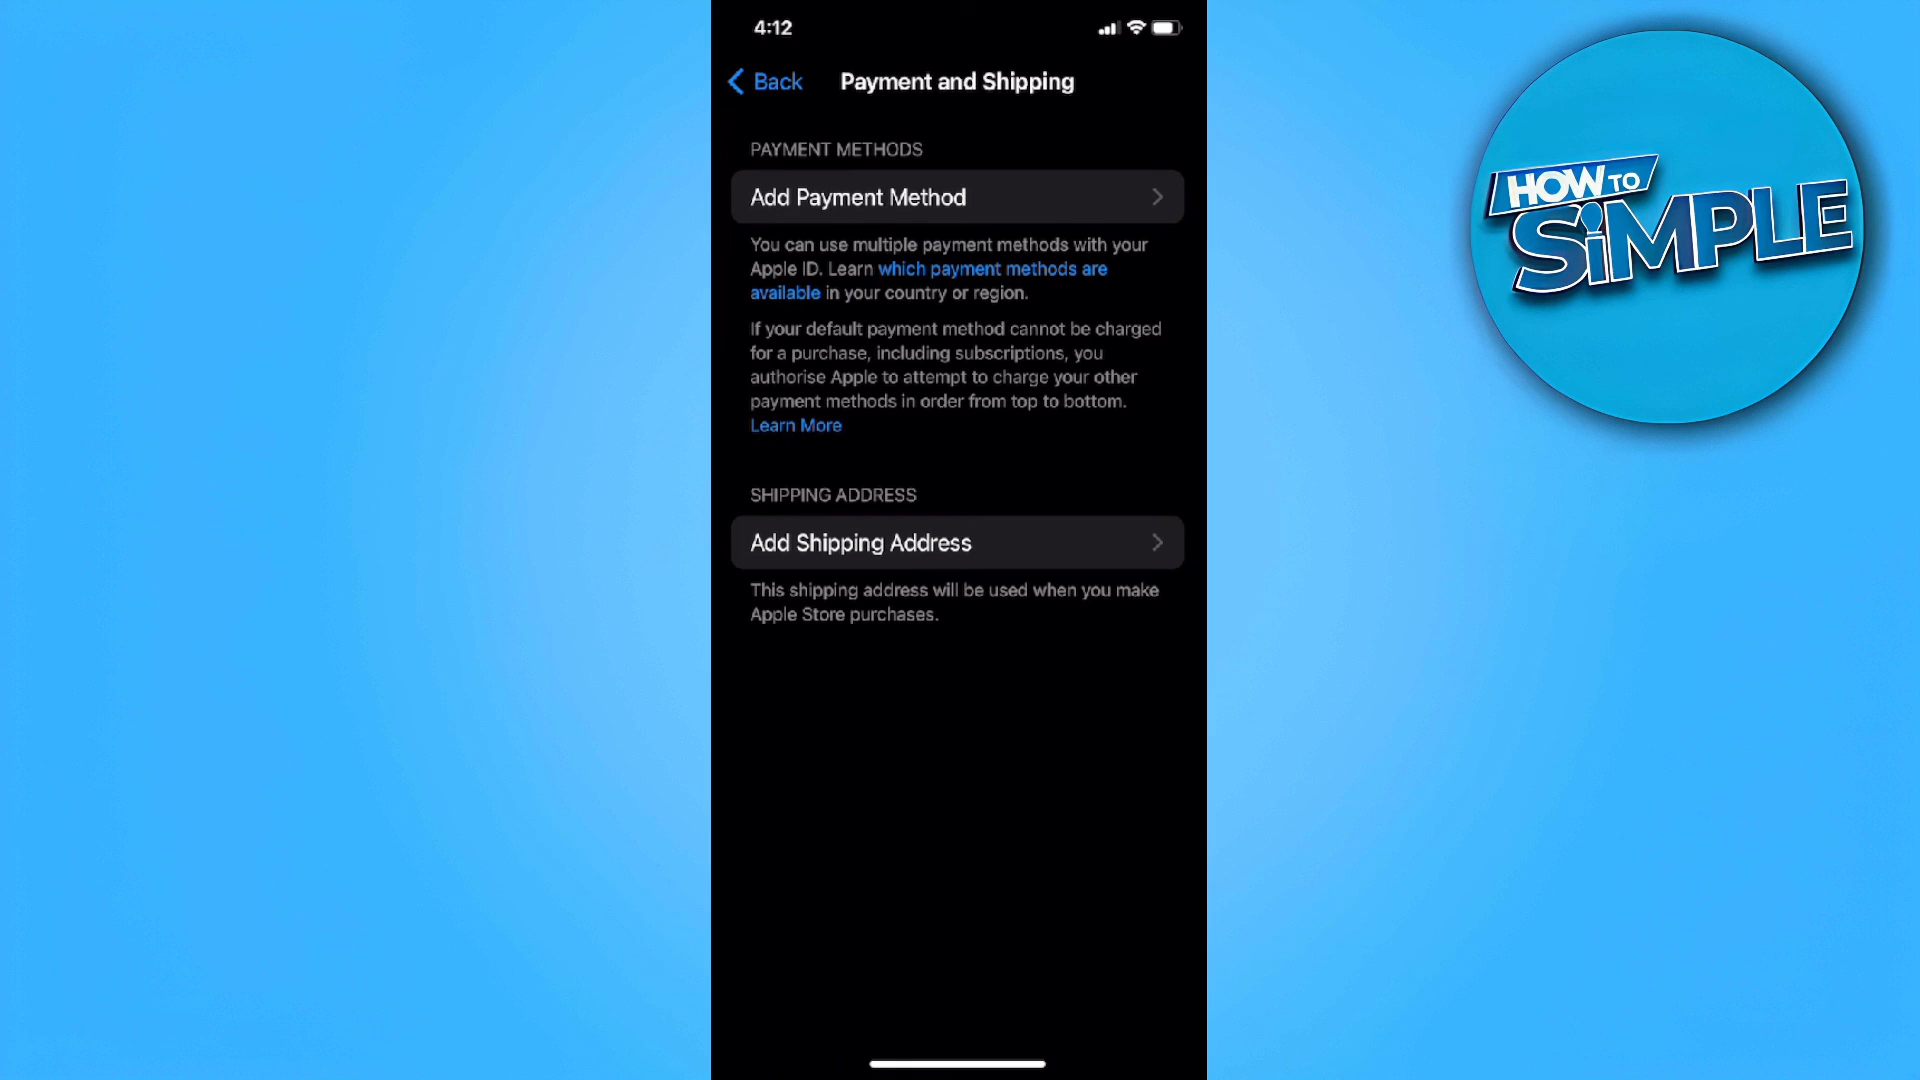 4:12
Back
Payment and Shipping
PAYMENT METHODS
Add Payment Method
You can use multiple payment methods with your
Apple ID. Learn which payment methods are
available in your country or region.
If your default payment method cannot be charged
for a purchase, including subscriptions, you
authorise Apple to attempt to charge your other
payment methods in order from top to bottom.
Learn More
SHIPPING ADDRESS
Add Shipping Address
This shipping address will be used when you make
Apple Store purchases.
HOW TO
SiMPLE